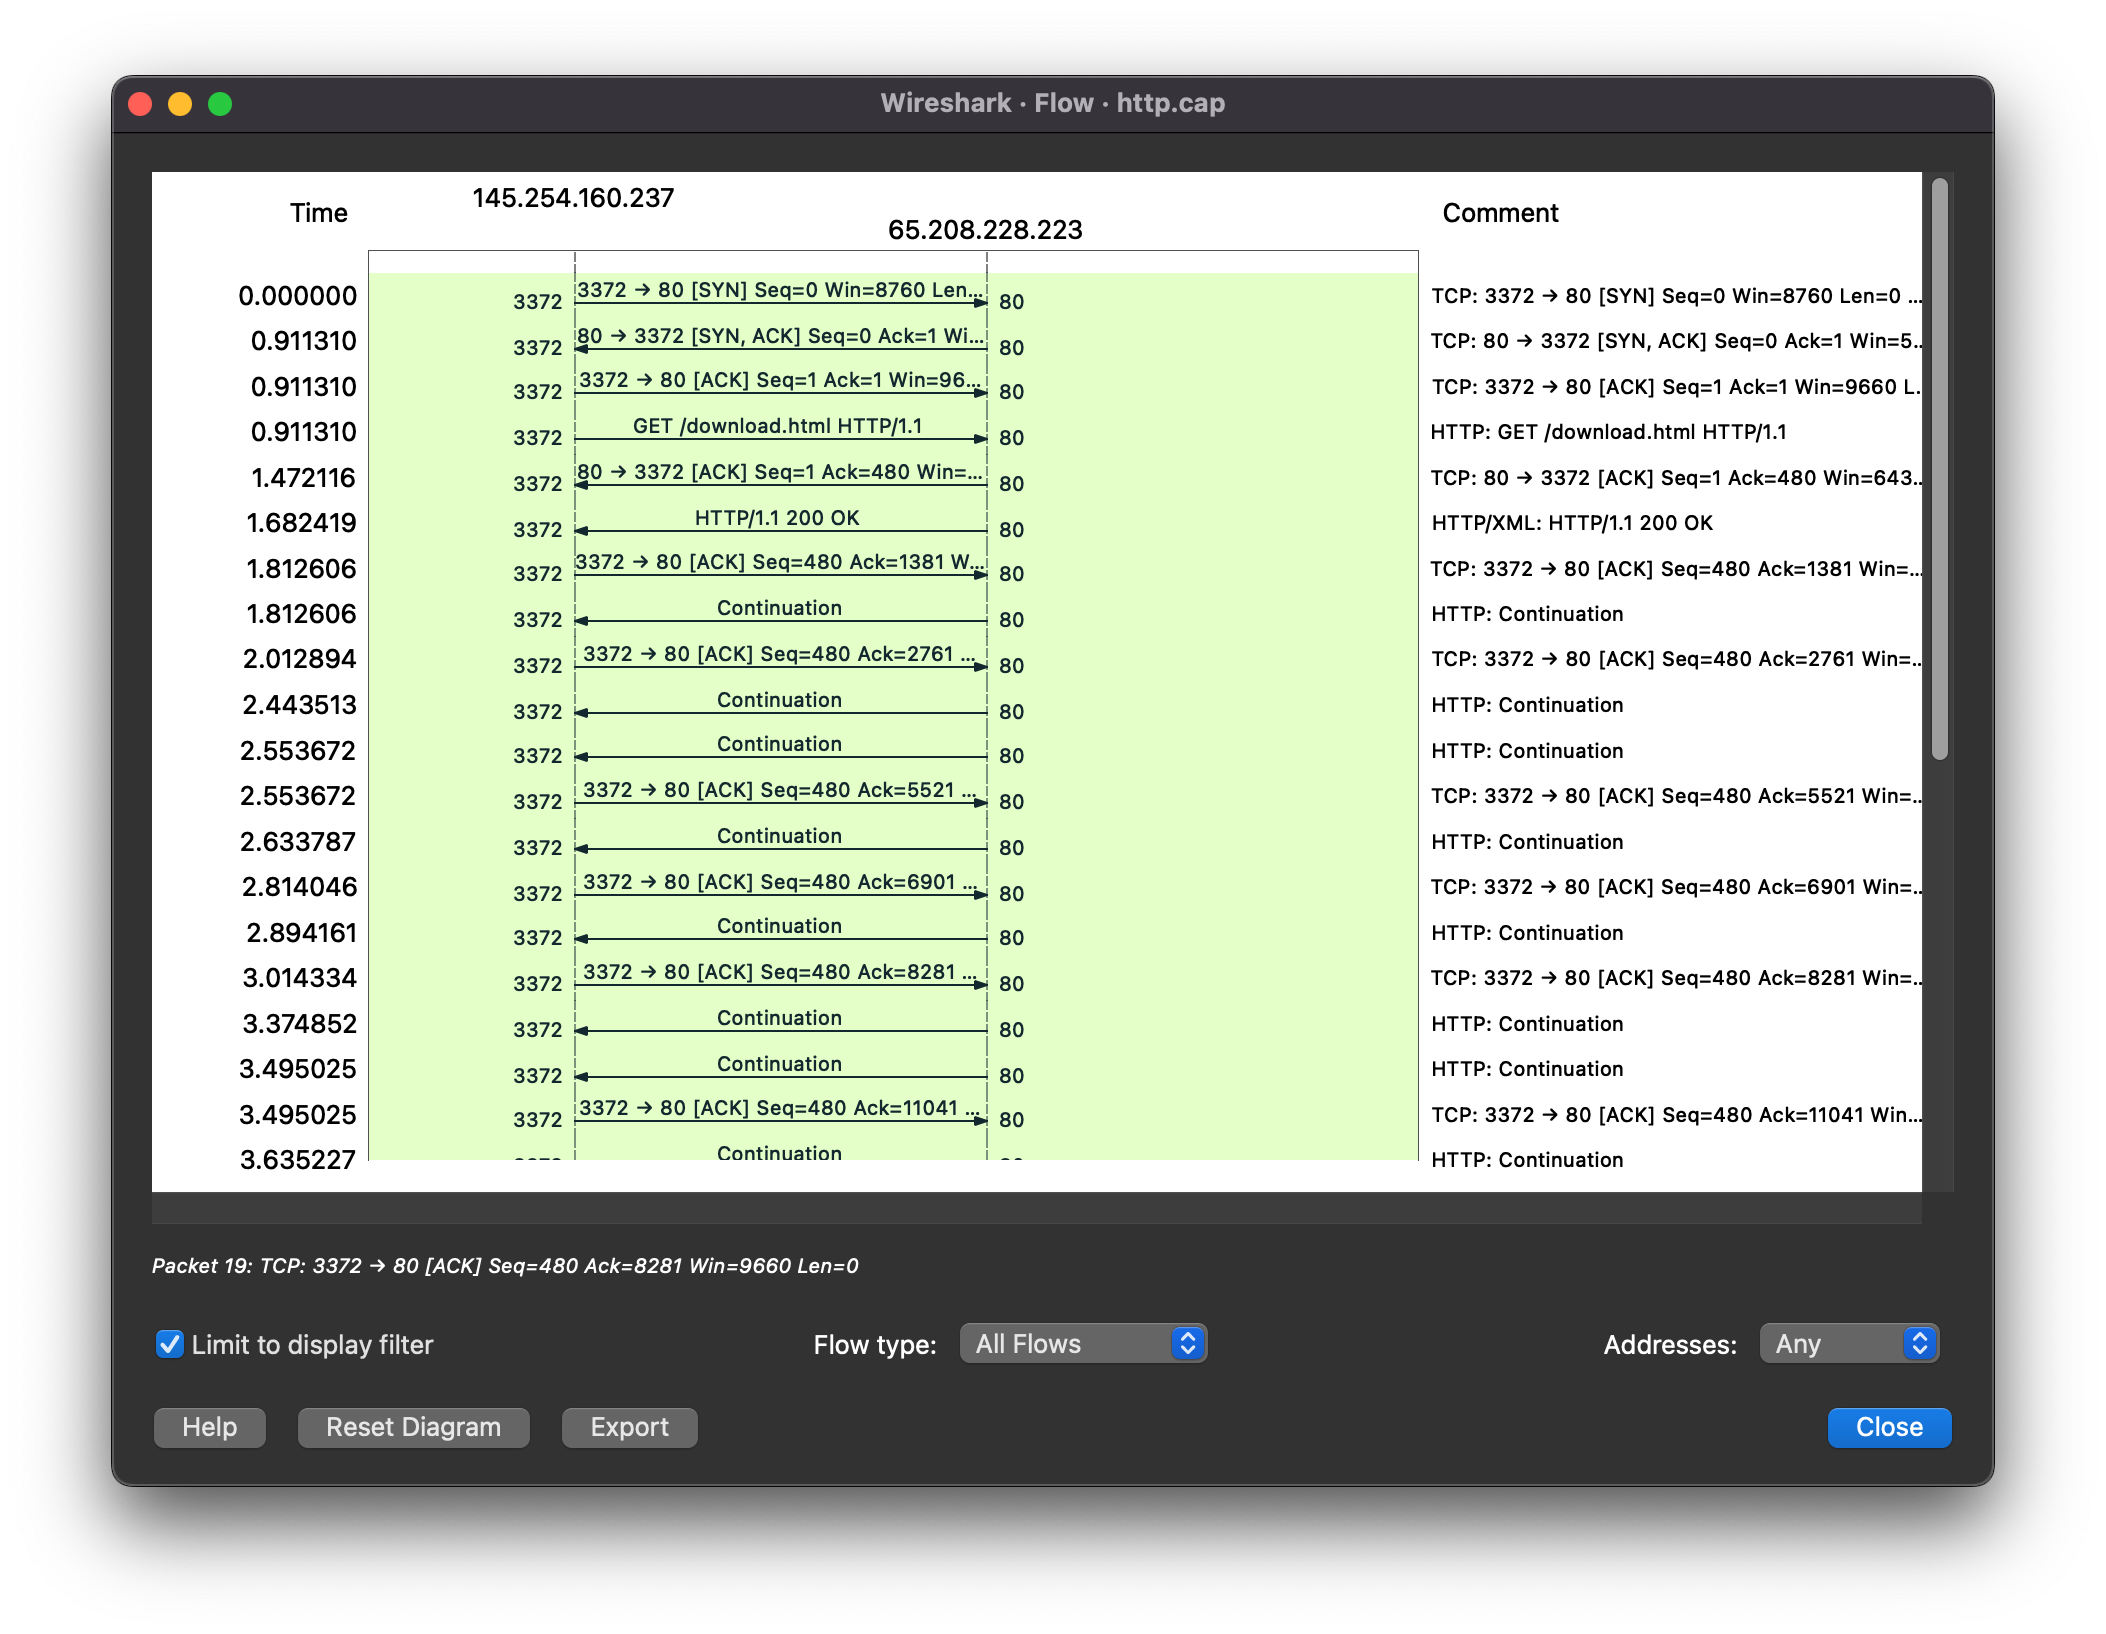 Wireshark · Flow · http.cap
145.254.160.237
Time
Comment
65.208.228.223
0.000000 3372 3372 → 80 [SYN] Seq=0 Win=8760 Len... 80 TCP: 3372 → 80 [SYN] Seq=0 Win=8760 Len=0 ...
0.911310 3372 80 → 3372 [SYN, ACK] Seq=0 Ack=1 Wi... 80 TCP: 80 → 3372 [SYN, ACK] Seq=0 Ack=1 Win=5..
0.911310 3372 3372 → 80 [ACK] Seq=1 Ack=1 Win=96... 80 TCP: 3372 → 80 [ACK] Seq=1 Ack=1 Win=9660 L.
0.911310 3372 GET /download.html HTTP/1.1 80 HTTP: GET /download.html HTTP/1.1
1.472116 3372 80 → 3372 [ACK] Seq=1 Ack=480 Win=... 80 TCP: 80 → 3372 [ACK] Seq=1 Ack=480 Win=643..
1.682419 3372 HTTP/1.1 200 OK 80 HTTP/XML: HTTP/1.1 200 OK
1.812606 3372 3372 → 80 [ACK] Seq=480 Ack=1381 W... 80 TCP: 3372 → 80 [ACK] Seq=480 Ack=1381 Win=...
1.812606 3372 Continuation 80 HTTP: Continuation
2.012894 3372 3372 → 80 [ACK] Seq=480 Ack=2761 ... 80 TCP: 3372 → 80 [ACK] Seq=480 Ack=2761 Win=..
2.443513 3372 Continuation 80 HTTP: Continuation
2.553672 3372 Continuation 80 HTTP: Continuation
2.553672 3372 3372 → 80 [ACK] Seq=480 Ack=5521 ... 80 TCP: 3372 → 80 [ACK] Seq=480 Ack=5521 Win=..
2.633787 3372 Continuation 80 HTTP: Continuation
2.814046 3372 3372 → 80 [ACK] Seq=480 Ack=6901 ... 80 TCP: 3372 → 80 [ACK] Seq=480 Ack=6901 Win=..
2.894161 3372 Continuation 80 HTTP: Continuation
3.014334 3372 3372 → 80 [ACK] Seq=480 Ack=8281 ... 80 TCP: 3372 → 80 [ACK] Seq=480 Ack=8281 Win=..
3.374852 3372 Continuation 80 HTTP: Continuation
3.495025 3372 Continuation 80 HTTP: Continuation
3.495025 3372 3372 → 80 [ACK] Seq=480 Ack=11041 ... 80 TCP: 3372 → 80 [ACK] Seq=480 Ack=11041 Win...
3.635227 Continuation HTTP: Continuation
Packet 19: TCP: 3372 → 80 [ACK] Seq=480 Ack=8281 Win=9660 Len=0
Limit to display filter Flow type: All Flows Addresses: Any
Help Reset Diagram Export Close